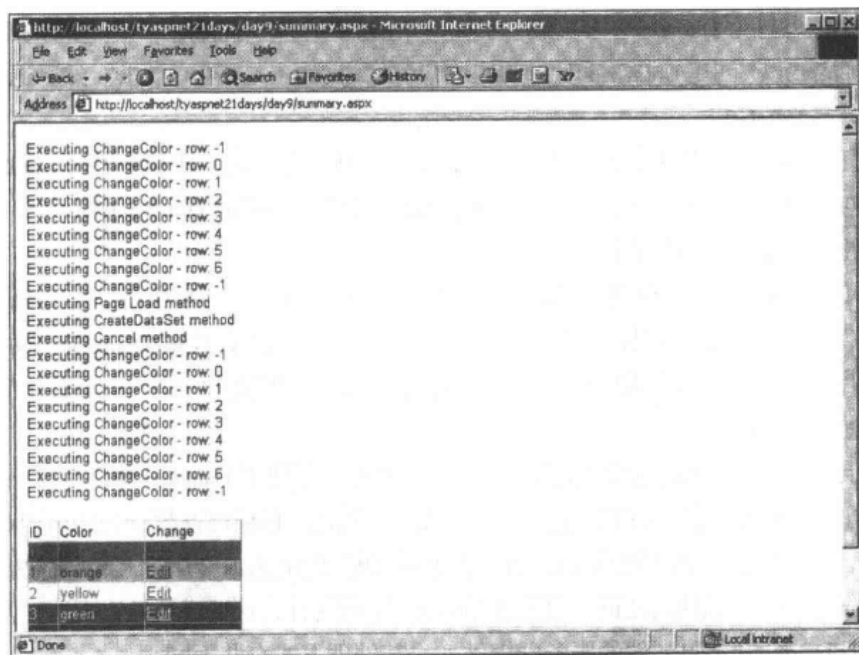 http://localhost/tyaspnet21days/day9/summary.aspx - Microsoft Internet Explorer
File Edit View Favorites Tools Help
Back Search Favorites History
Address http://localhost/tyaspnet21days/day9/summary.aspx
Executing ChangeColor - row: -1
Executing ChangeColor - row: 0
Executing ChangeColor - row: 1
Executing ChangeColor - row: 2
Executing ChangeColor - row: 3
Executing ChangeColor - row: 4
Executing ChangeColor - row: 5
Executing ChangeColor - row: 6
Executing ChangeColor - row: -1
Executing Page Load method
Executing CreateDataSet method
Executing Cancel method
Executing ChangeColor - row: -1
Executing ChangeColor - row: 0
Executing ChangeColor - row: 1
Executing ChangeColor - row: 2
Executing ChangeColor - row: 3
Executing ChangeColor - row: 4
Executing ChangeColor - row: 5
Executing ChangeColor - row: 6
Executing ChangeColor - row: -1
ID Color Change
1 orange Edit
2 yellow Edit
3 green Edit
Done Local intranet